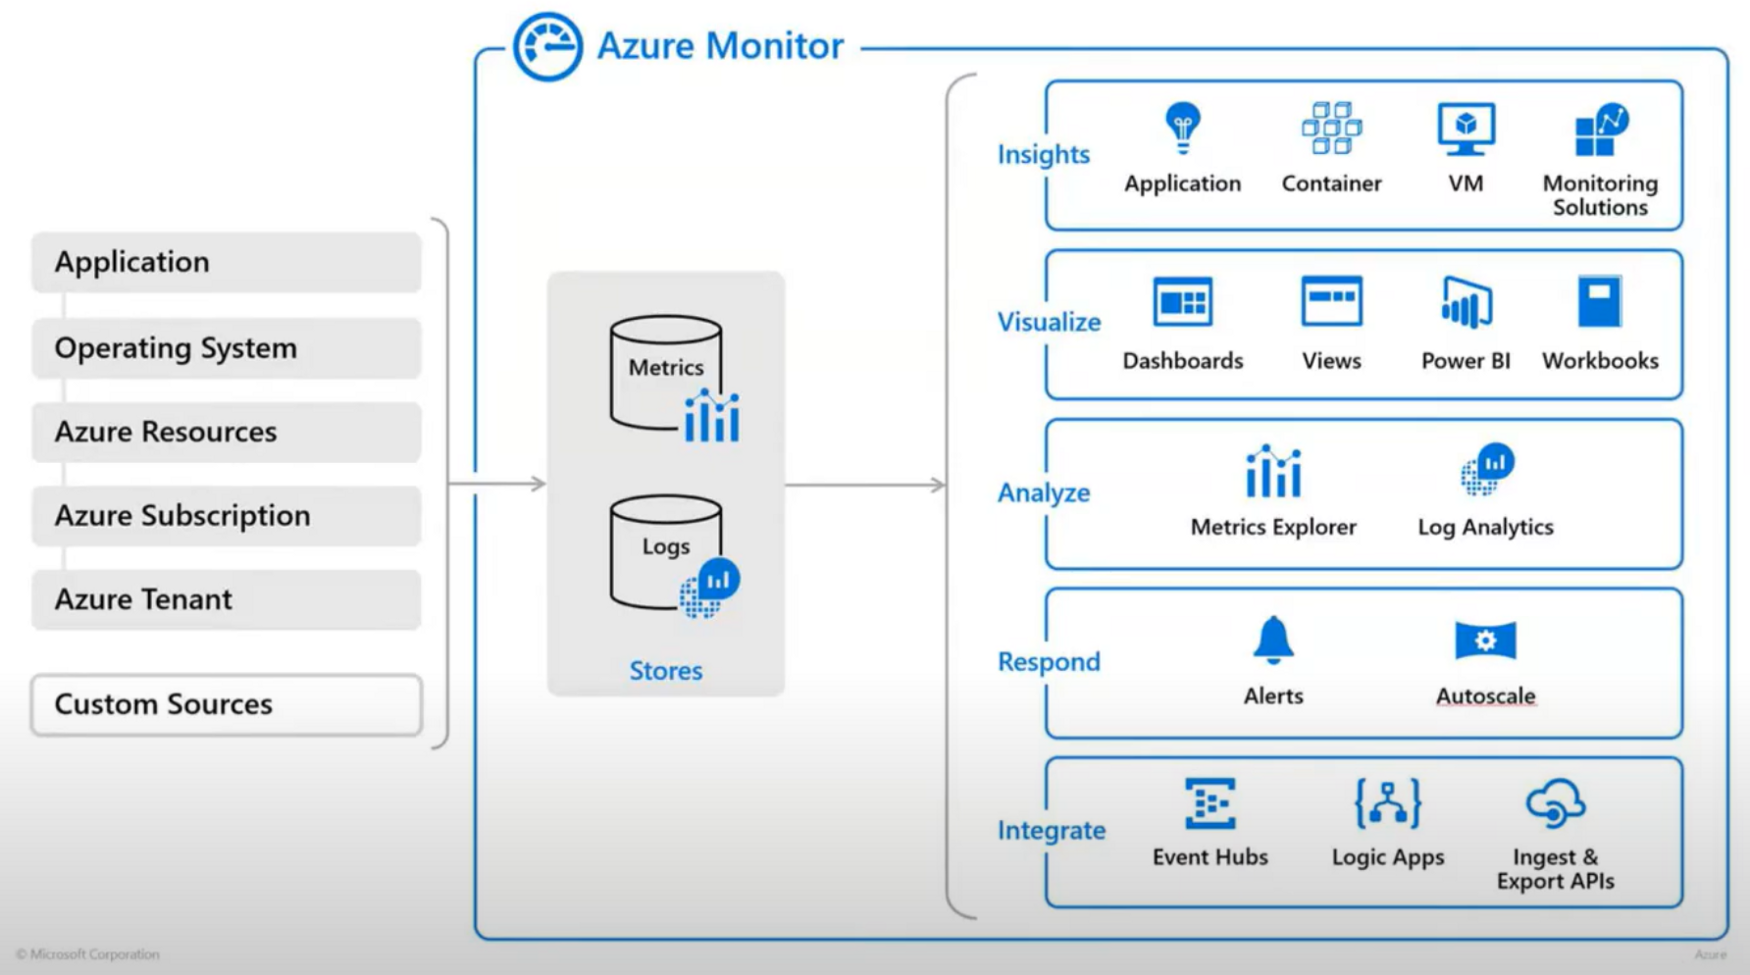 Azure Monitor
Application
Operating System
Azure Resources
Azure Subscription
Azure Tenant
Custom Sources
Metrics
Logs
Stores
Insights
Application
Container
VM
Monitoring
Solutions
Visualize
Dashboards
Views
Power BI
Workbooks
Analyze
Metrics Explorer
Log Analytics
Respond
Alerts
Autoscale
Integrate
Event Hubs
Logic Apps
Ingest &
Export APIs
© Microsoft Corporation
Azure